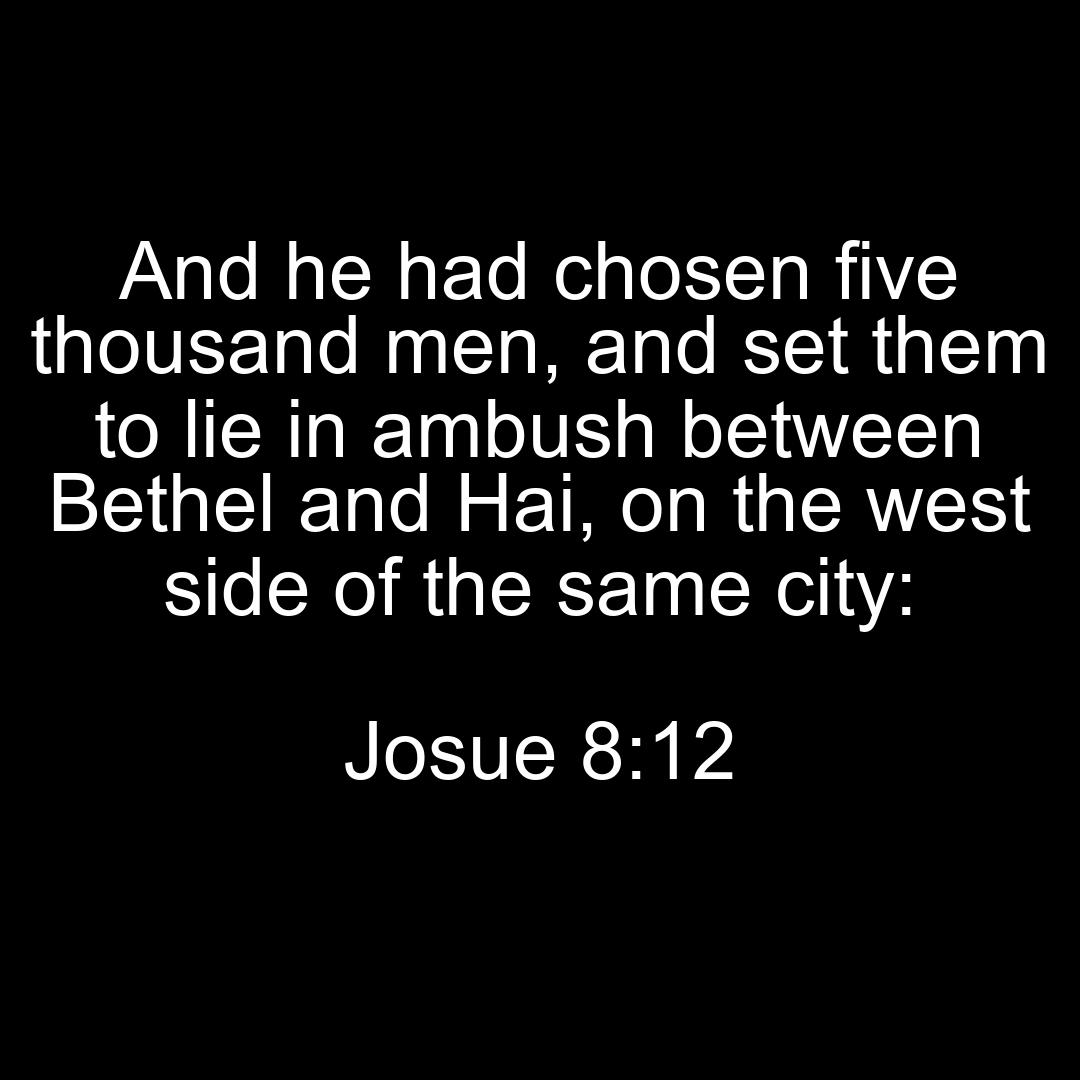 And he had chosen five
thousand men, and set them
to lie in ambush between
Bethel and Hai, on the west
side of the same city:
Josue 8:12